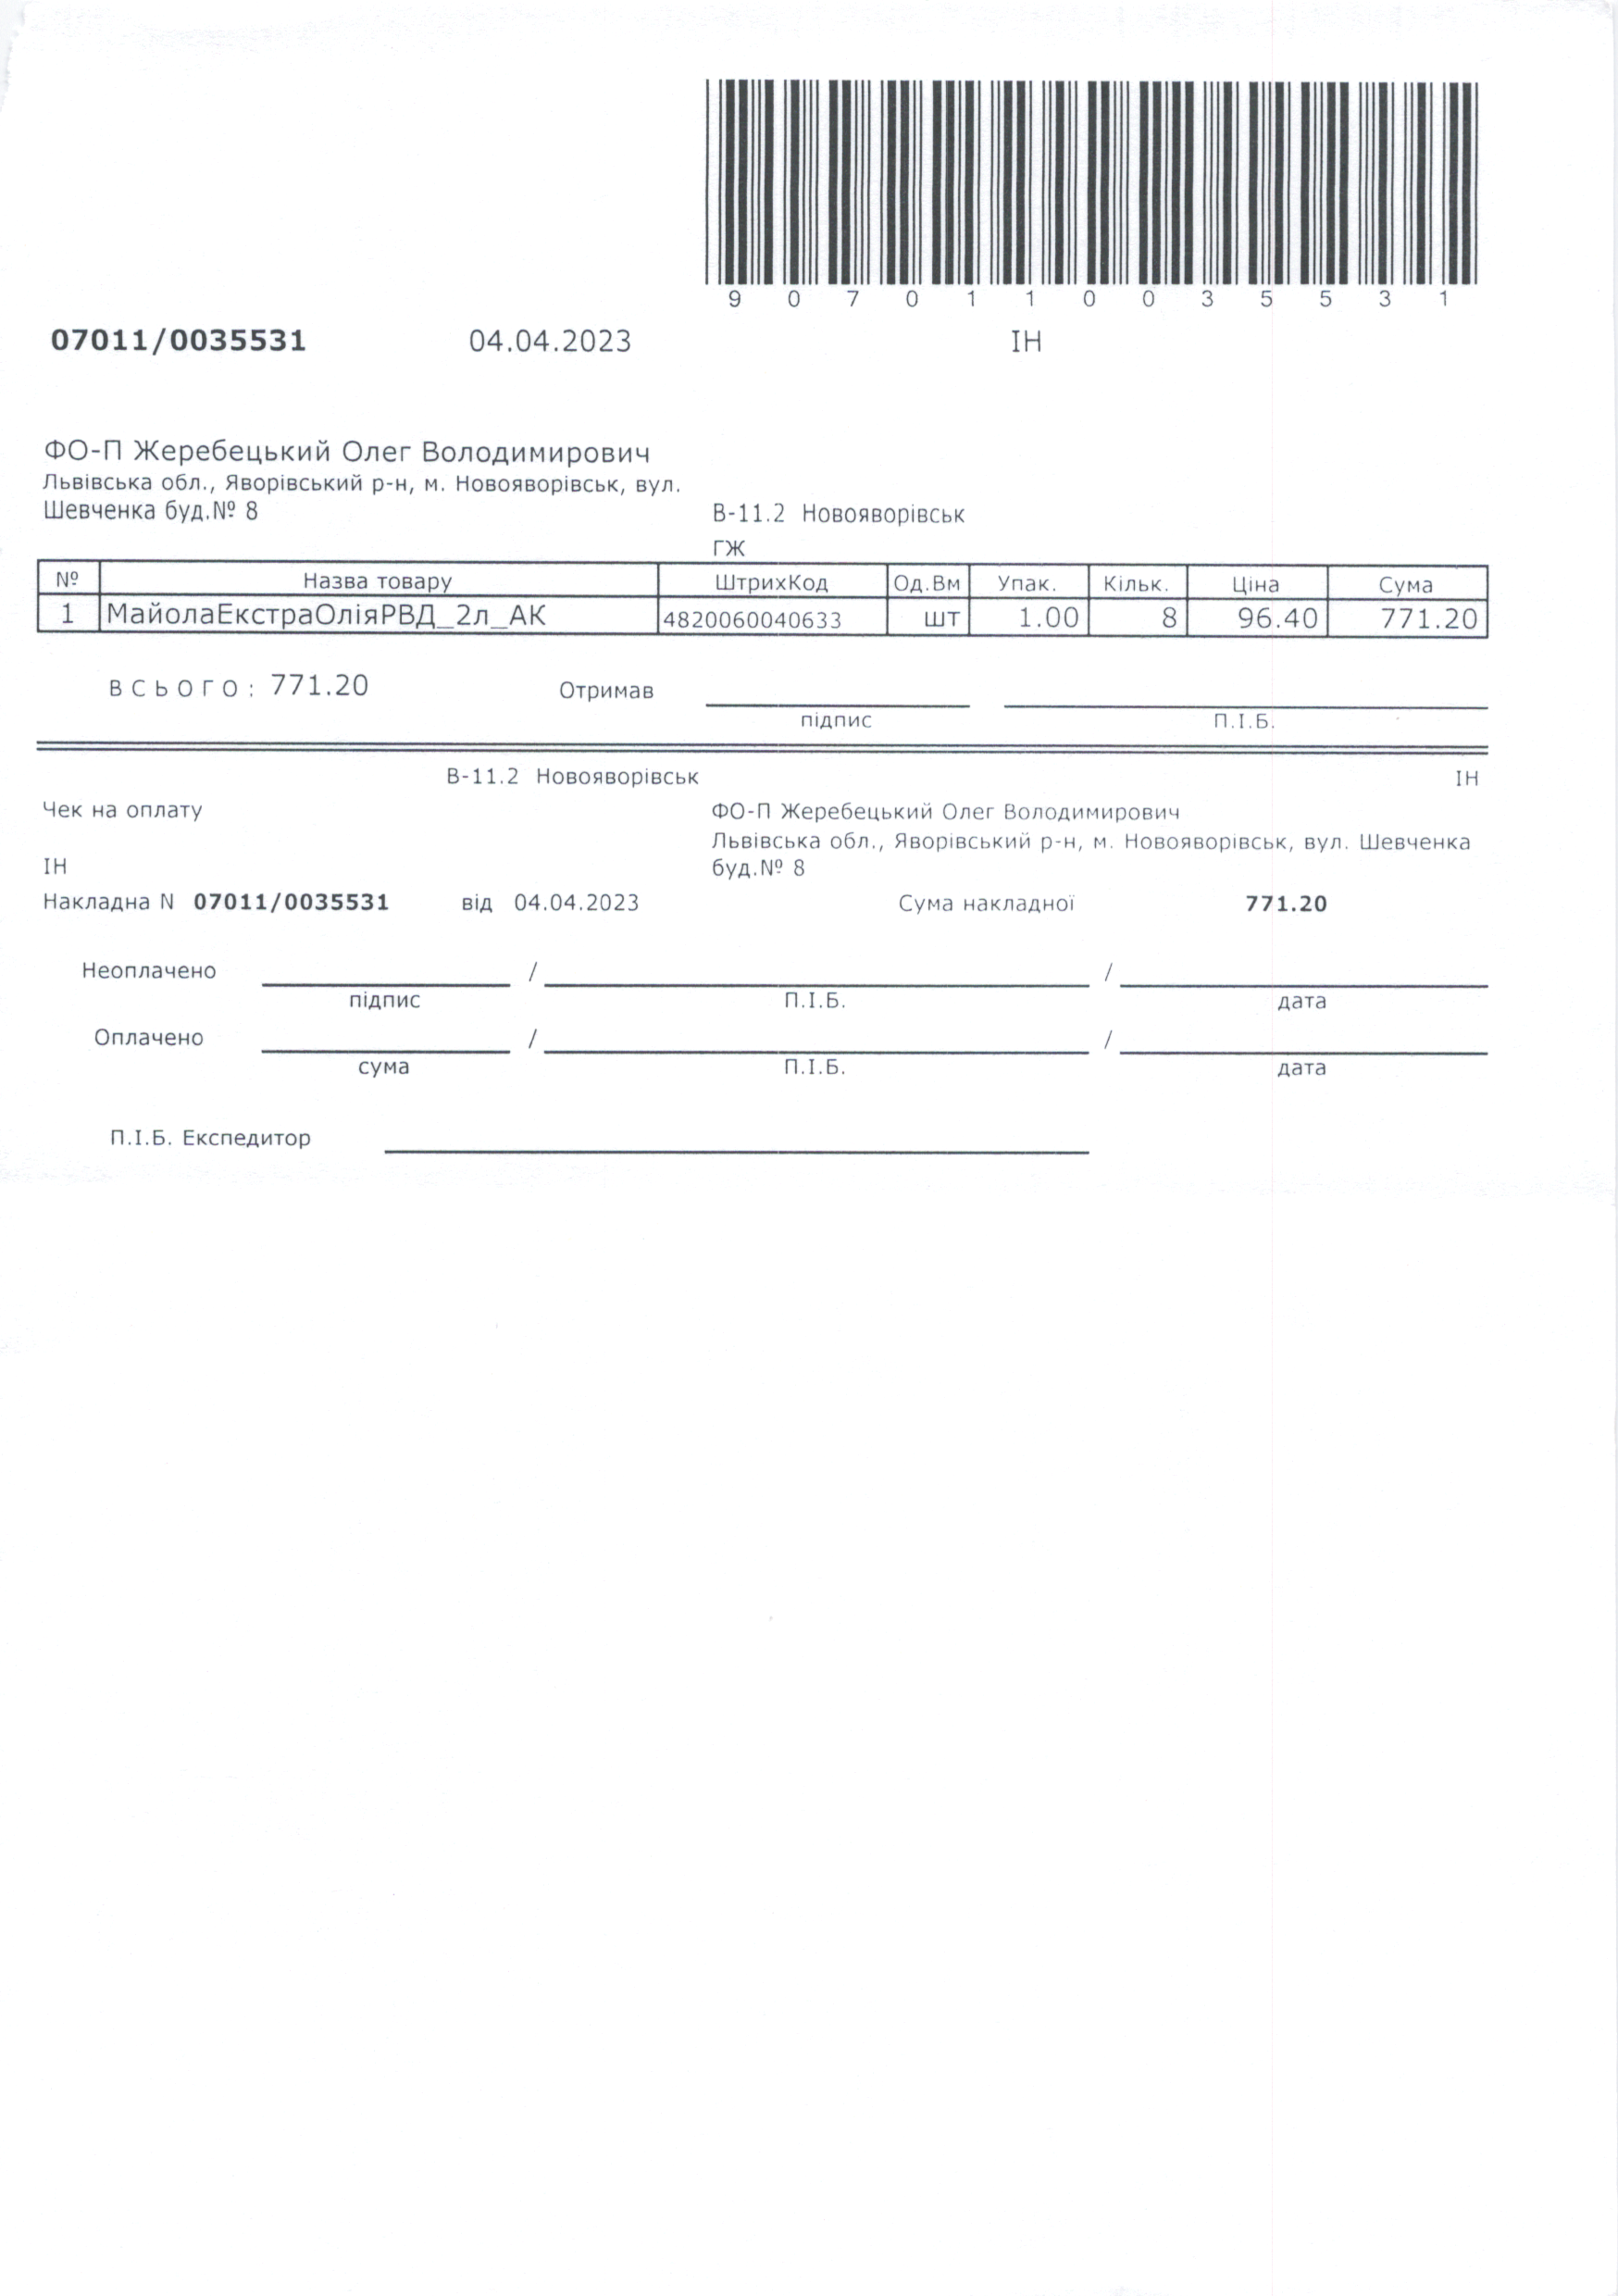 9 0 7 0 1 1 0 0 3 5 5 3 1
07011/0035531 04.04.2023 ІН
ФО-П Жеребецький Олег Володимирович
Львівська обл., Яворівський р-н, м. Новояворівськ, вул.
Шевченка буд.№ 8 В-11.2 Новояворівськ
ГЖ
№ Назва товару ШтрихКод Од.Вм Упак. Кільк. Ціна Сума
1 МайолаЕкстраОліяРВД_2л_АК 4820060040633 шт 1.00 8 96.40 771.20
ВСЬОГО: 771.20 Отримав
підпис П.І.Б.
В-11.2 Новояворівськ ІН
Чек на оплату ФО-П Жеребецький Олег Володимирович
Львівська обл., Яворівський р-н, м. Новояворівськ, вул. Шевченка
ІН буд.№ 8
Накладна N 07011/0035531 від 04.04.2023 Сума накладної 771.20
Неоплачено / /
підпис П.І.Б. дата
Оплачено / /
сума П.І.Б. дата
П.І.Б. Експедитор